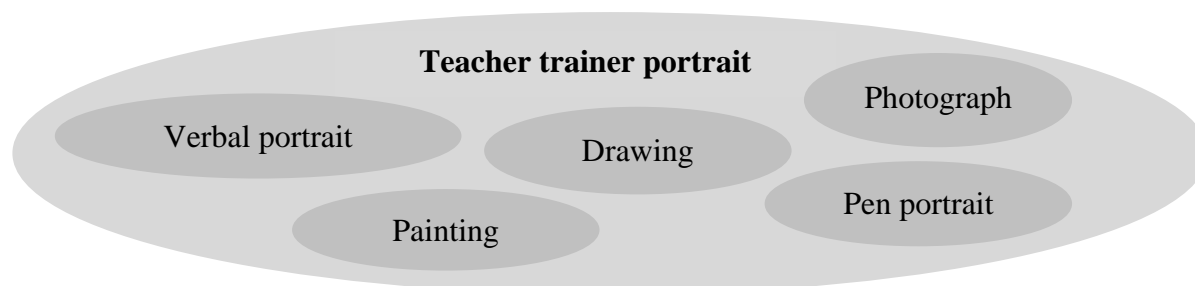 Teacher trainer portrait
Photograph
Verbal portrait
Drawing
Pen portrait
Painting